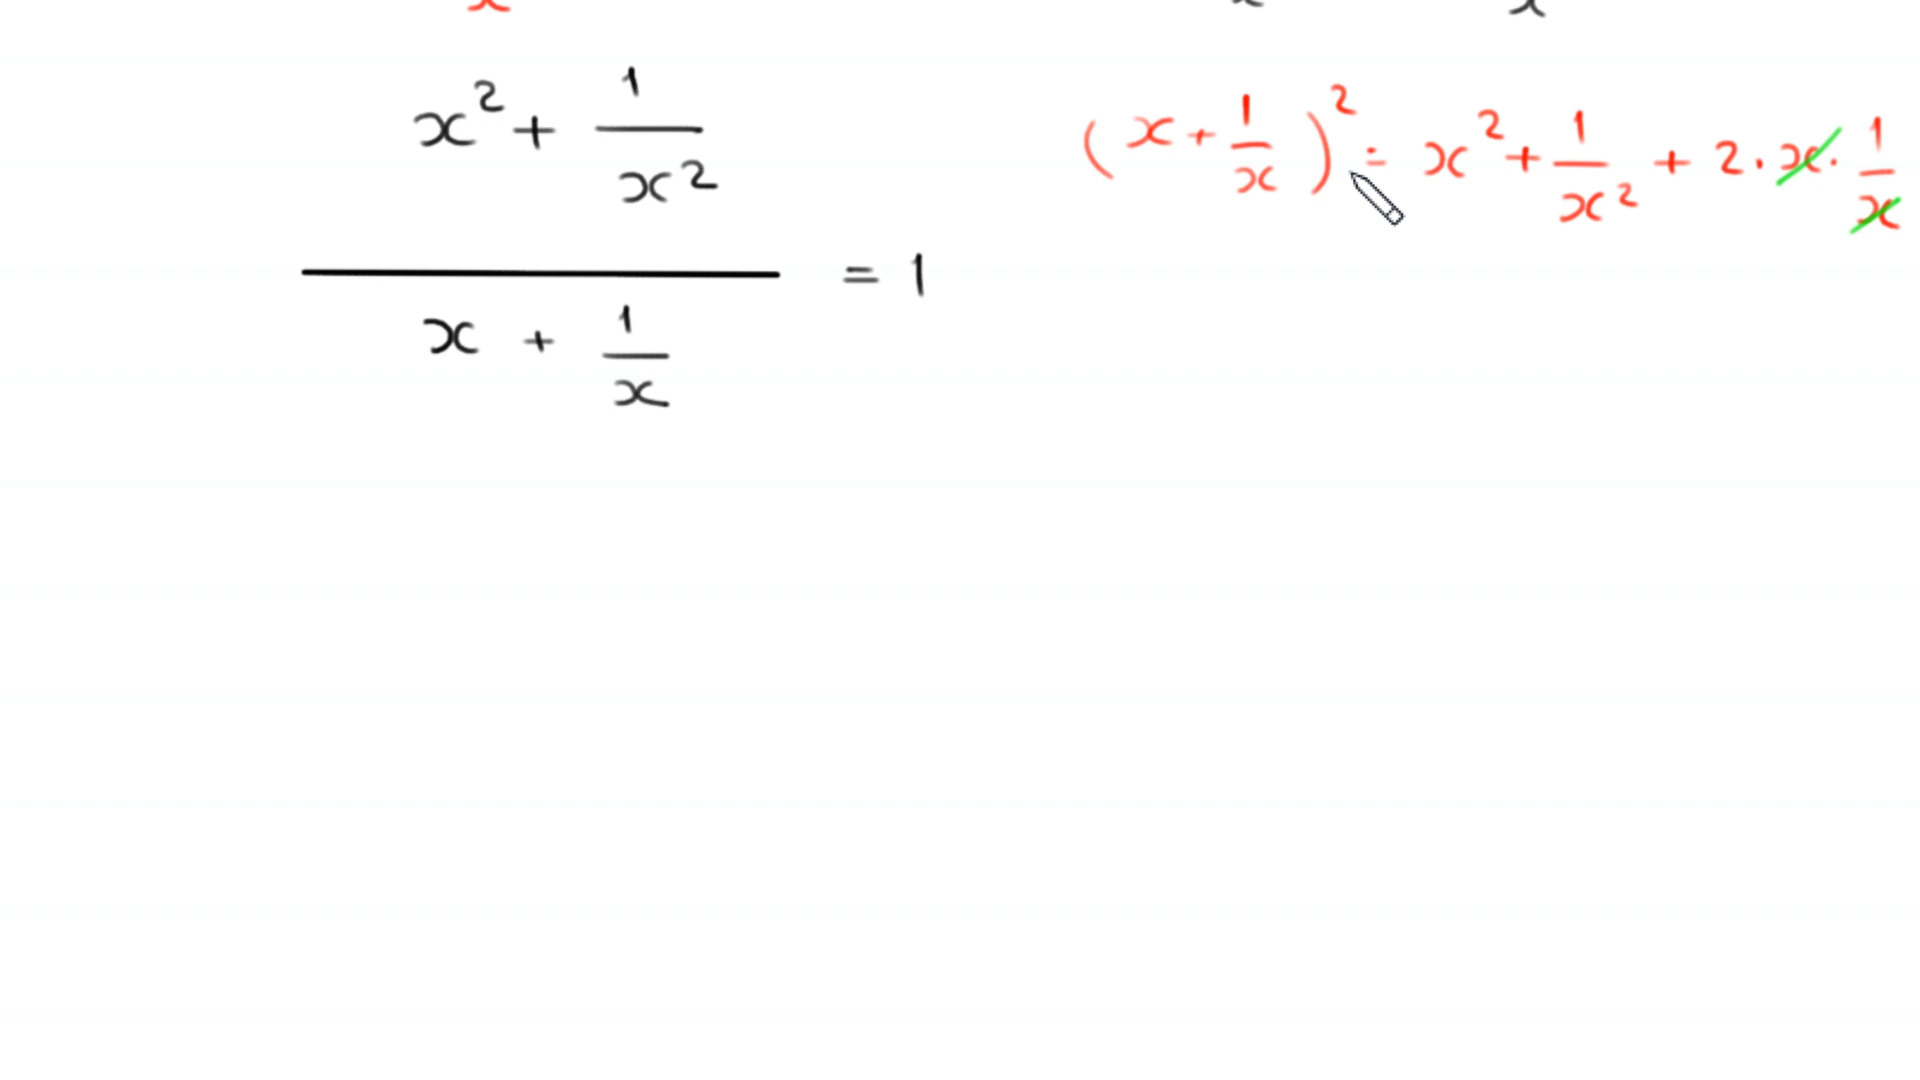 x² + 1/x²
/ x + 1/x = 1
(x + 1/x)² = x² + 1/x² + 2 · x · 1/x